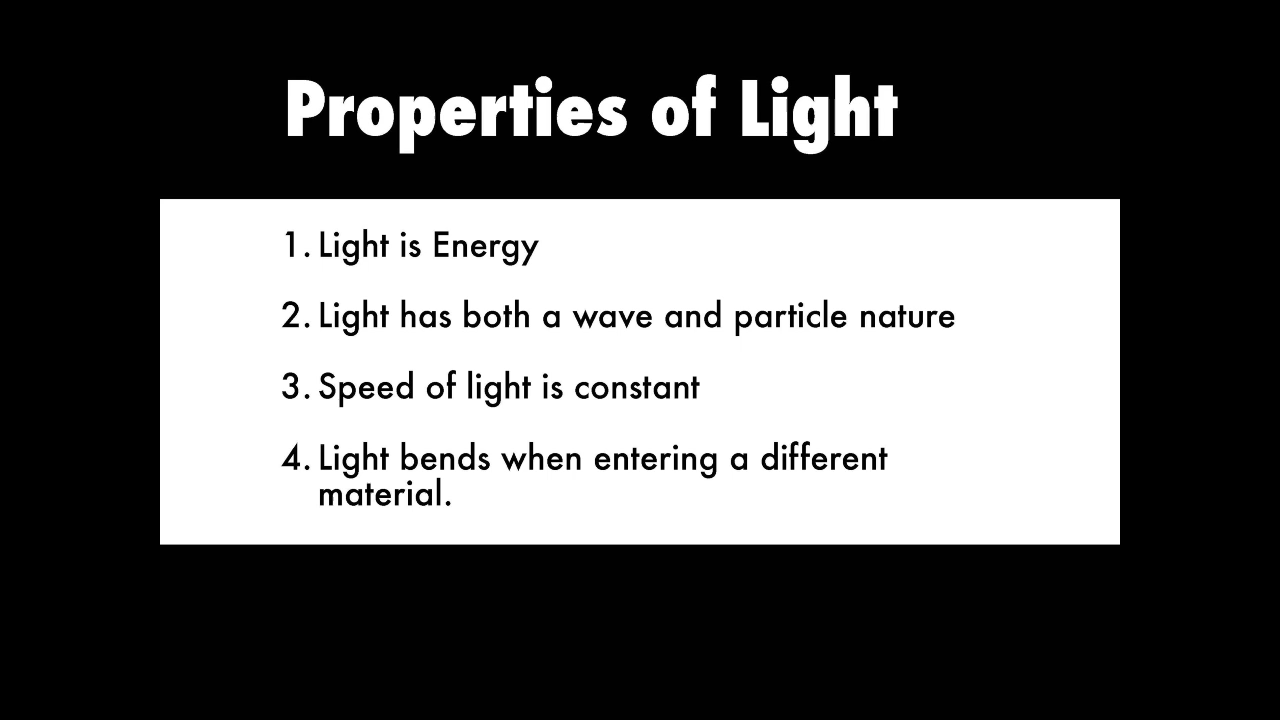 Properties of Light
1. Light is Energy
2. Light has both a wave and particle nature
3. Speed of light is constant
4. Light bends when entering a different
material.